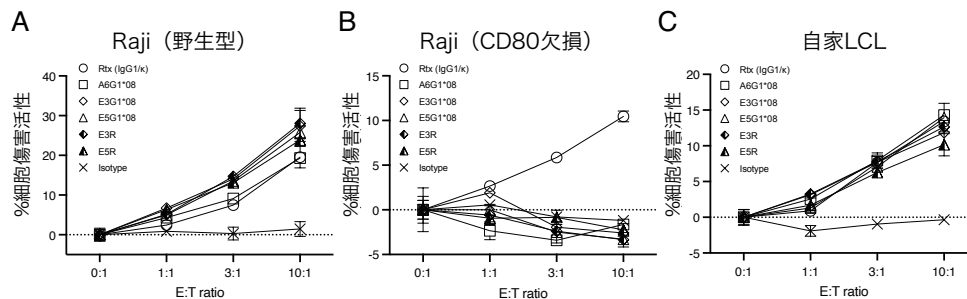 A
Raji（野生型）
Rtx (IgG1/κ)
A6G1*08
E3G1*08
E5G1*08
E3R
E5R
Isotype
%細胞傷害活性
40
30
20
10
0
-5
0:1
1:1
3:1
10:1
E:T ratio
B
Raji（CD80欠損）
Rtx (IgG1/κ)
A6G1*08
E3G1*08
E5G1*08
E3R
E5R
Isotype
%細胞傷害活性
15
10
5
0
-5
0:1
1:1
3:1
10:1
E:T ratio
C
自家LCL
Rtx (IgG1/κ)
A6G1*08
E3G1*08
E5G1*08
E3R
E5R
Isotype
%細胞傷害活性
20
15
10
5
0
-5
0:1
1:1
3:1
10:1
E:T ratio